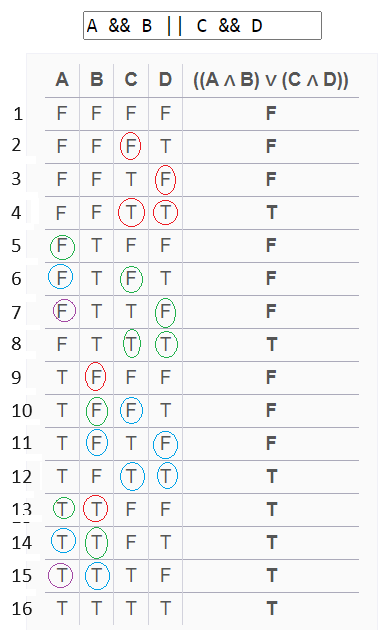 A && B || C && D
A B C D ((A ∧ B) ∨ (C ∧ D))
1 F F F F F
2 F F F T F
3 F F T F F
4 F F T T T
5 F T F F F
6 F T F T F
7 F T T F F
8 F T T T T
9 T F F F F
10 T F F T F
11 T F T F F
12 T F T T T
13 T T F F T
14 T T F T T
15 T T T F T
16 T T T T T